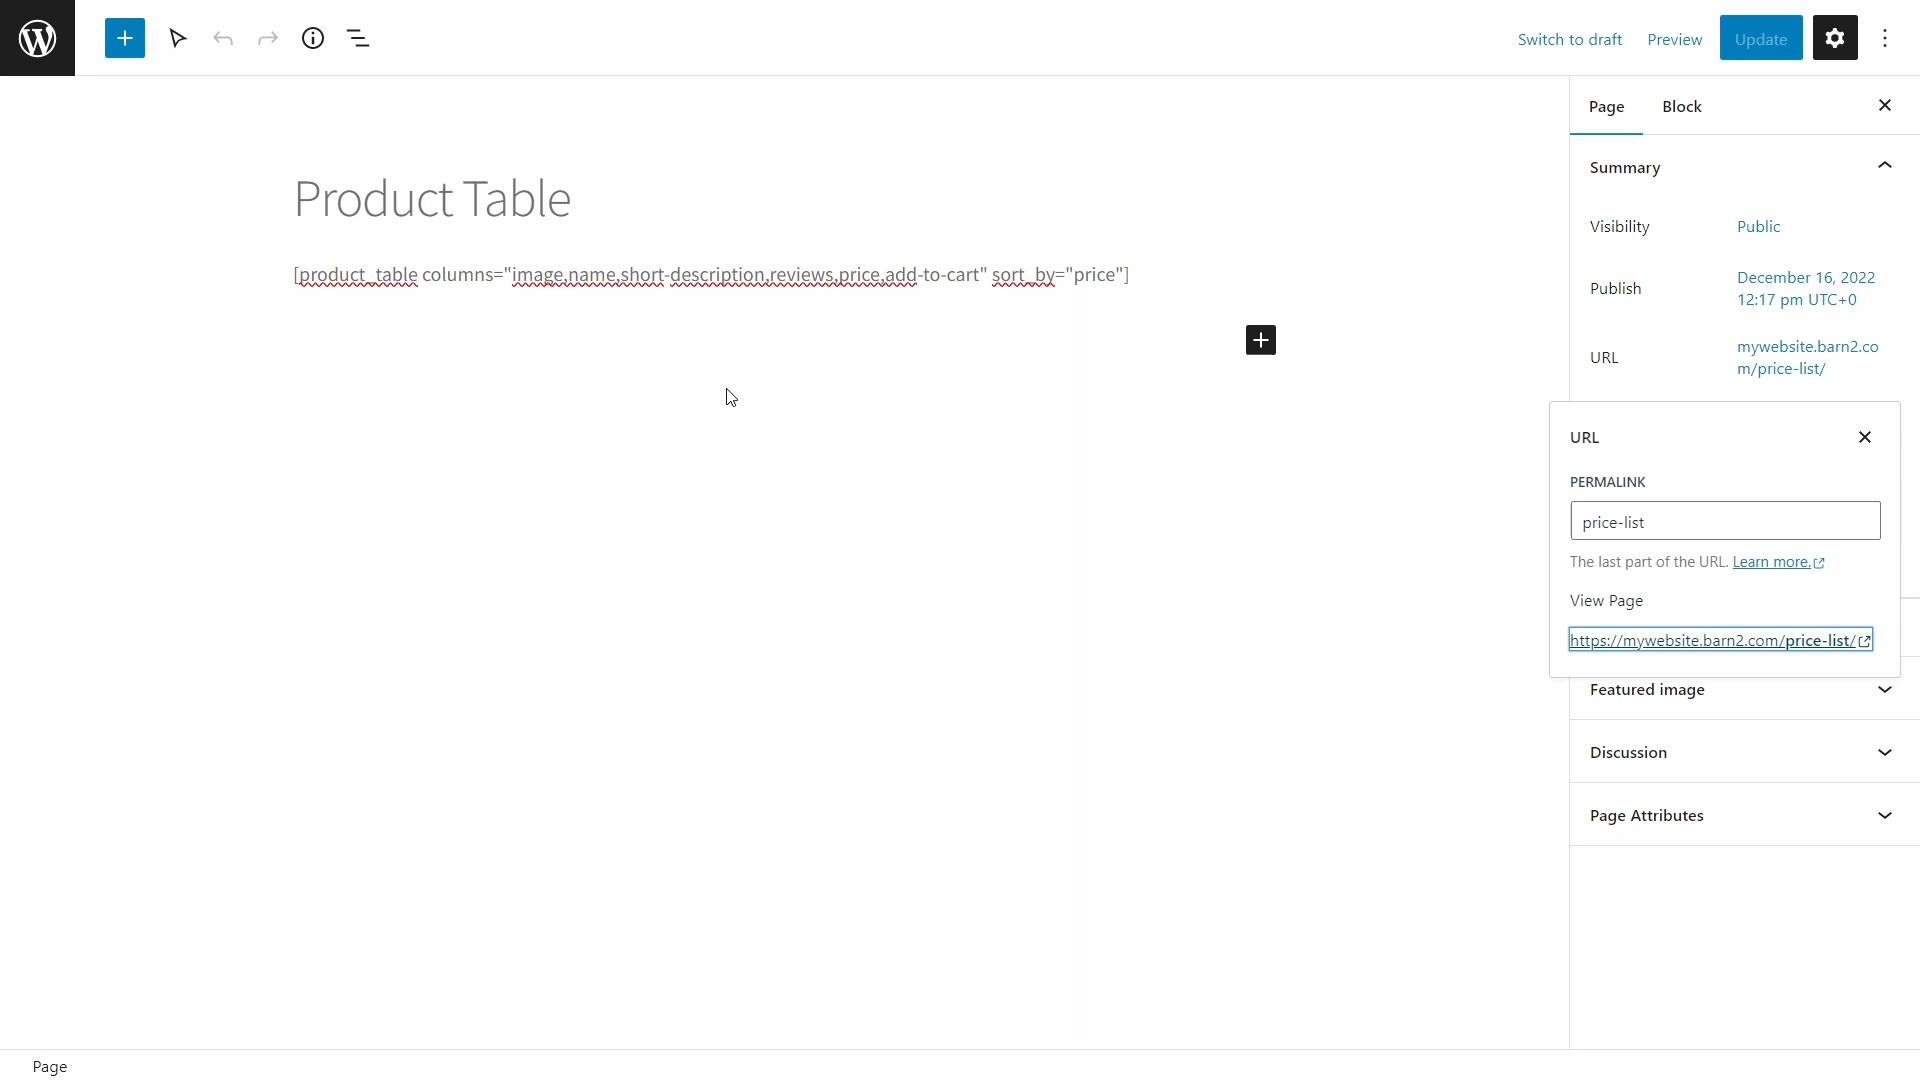 Switch to draft
Preview
Update
Page
Block
Summary
Visibility
Public
Publish
December 16, 2022
12:17 pm UTC+0
URL
mywebsite.barn2.co
m/price-list/
Product Table
[product_table columns="image,name,short-description,reviews,price,add-to-cart" sort_by="price"]
URL
PERMALINK
price-list
The last part of the URL. Learn more.
View Page
https://mywebsite.barn2.com/price-list/
Featured image
Discussion
Page Attributes
Page